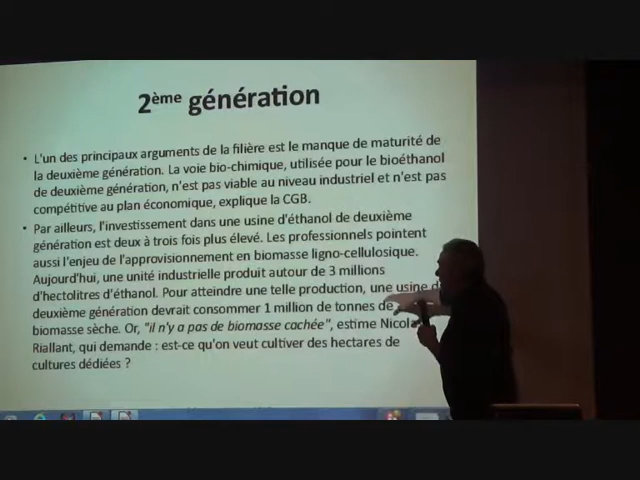 2ème génération
• L'un des principaux arguments de la filière est le manque de maturité de
la deuxième génération. La voie bio-chimique, utilisée pour le bioéthanol
de deuxième génération, n'est pas viable au niveau industriel et n'est pas
compétitive au plan économique, explique la CGB.
• Par ailleurs, l'investissement dans une usine d'éthanol de deuxième
génération est deux à trois fois plus élevé. Les professionnels pointent
aussi l'enjeu de l'approvisionnement en biomasse ligno-cellulosique.
Aujourd'hui, une unité industrielle produit autour de 3 millions
d'hectolitres d'éthanol. Pour atteindre une telle production, une usine
deuxième génération devrait consommer 1 million de tonnes de
biomasse sèche. Or, "il n'y a pas de biomasse cachée", estime
Riallant, qui demande : est-ce qu'on veut cultiver des hectares de
cultures dédiées ?